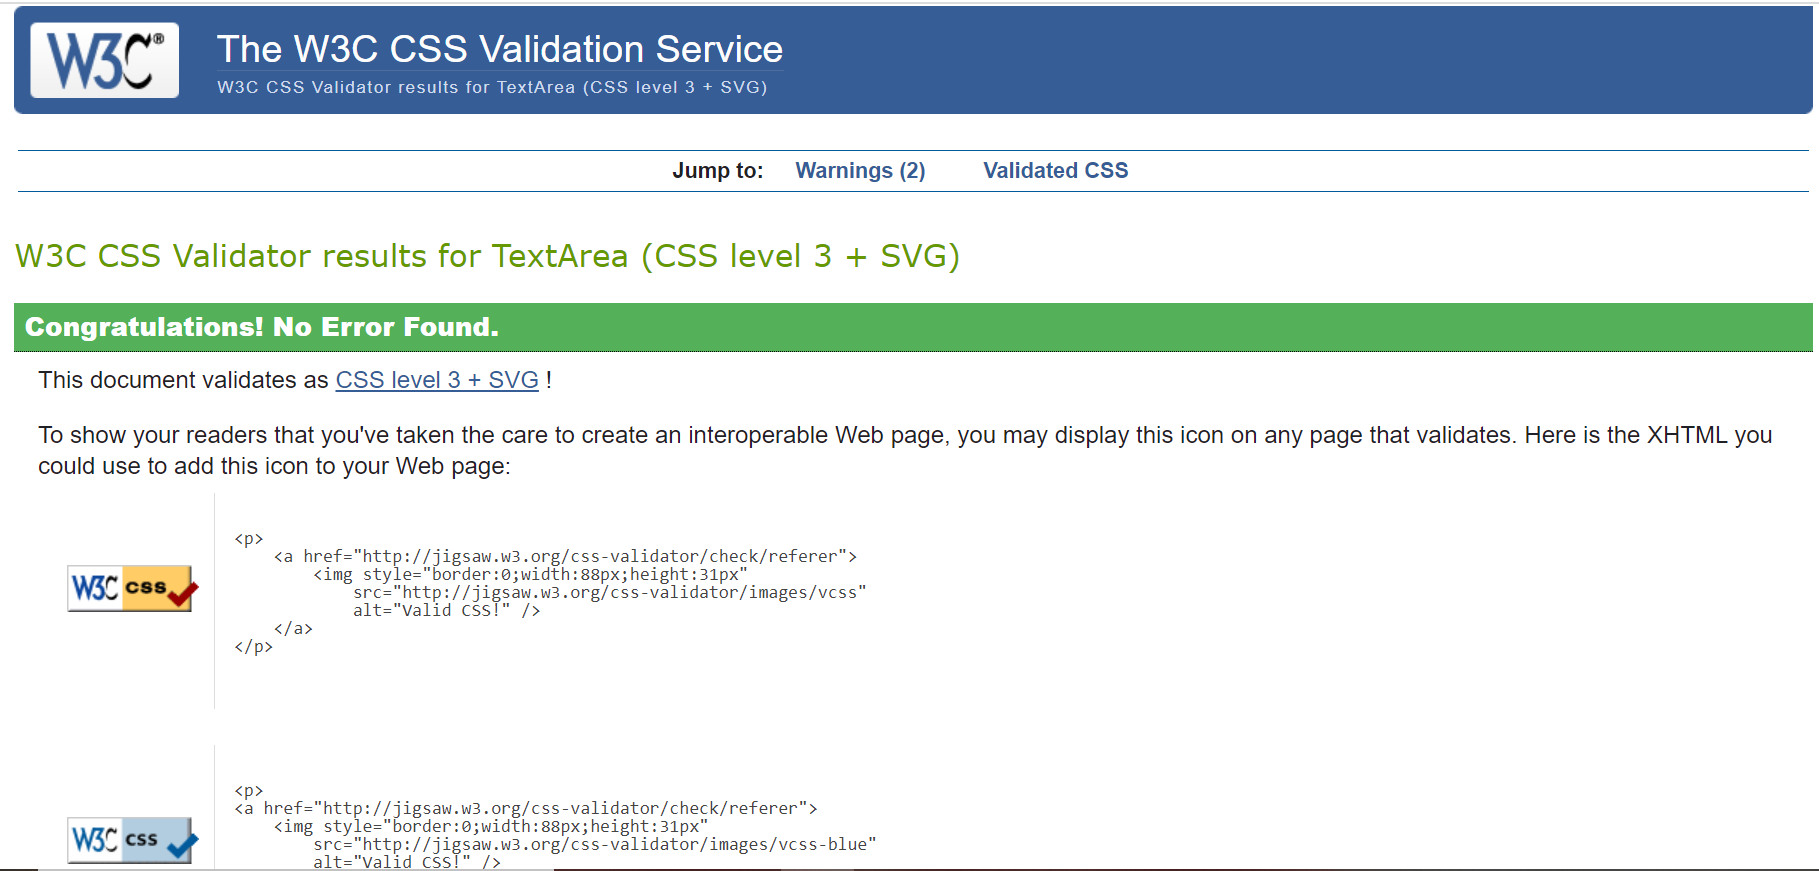 W3C®
The W3C CSS Validation Service
W3C CSS Validator results for TextArea (CSS level 3 + SVG)
Jump to: Warnings (2) Validated CSS
W3C CSS Validator results for TextArea (CSS level 3 + SVG)
Congratulations! No Error Found.
This document validates as CSS level 3 + SVG !
To show your readers that you've taken the care to create an interoperable Web page, you may display this icon on any page that validates. Here is the XHTML you
could use to add this icon to your Web page:
<p>
<a href="http://jigsaw.w3.org/css-validator/check/referer">
<img style="border:0;width:88px;height:31px"
W3C css
src="http://jigsaw.w3.org/css-validator/images/vcss"
alt="Valid CSS!" />
</a>
</p>
<p>
<a href="http://jigsaw.w3.org/css-validator/check/referer">
<img style="border:0;width:88px;height:31px"
W3C css
src="http://jigsaw.w3.org/css-validator/images/vcss-blue"
alt="Valid CSS!" />